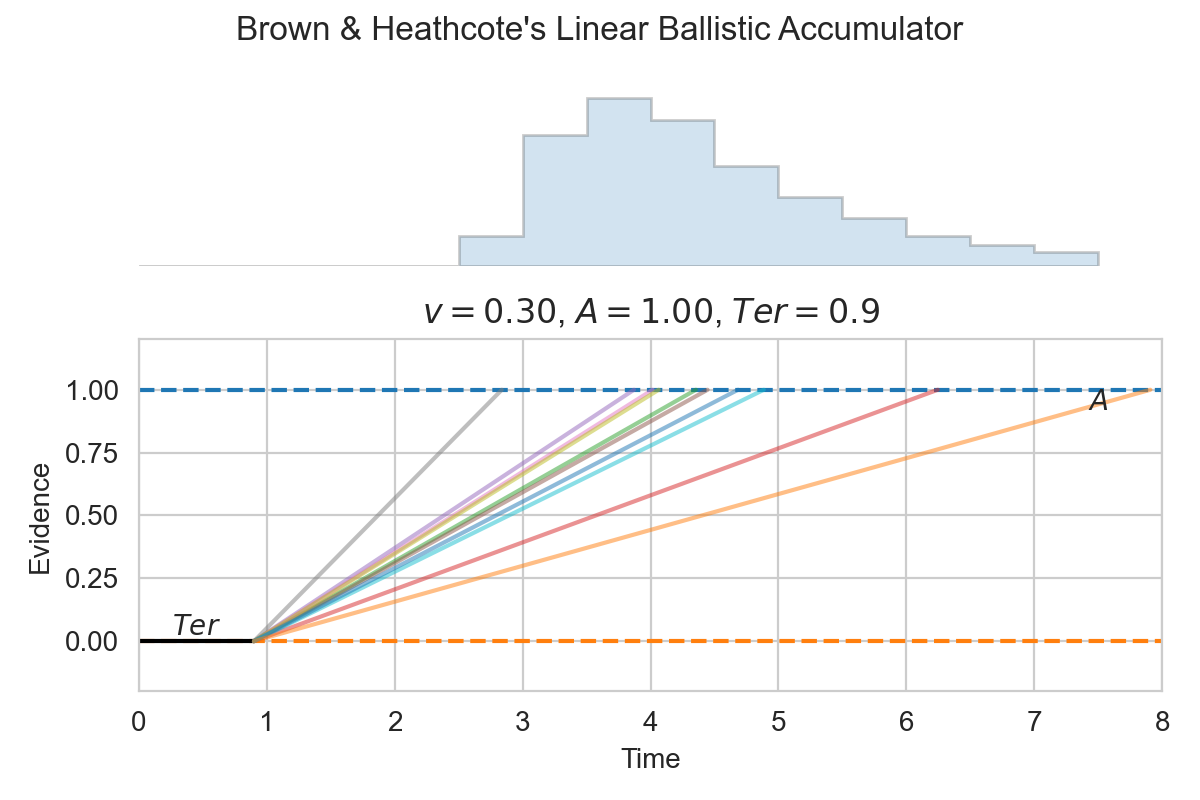 Brown & Heathcote's Linear Ballistic Accumulator
v = 0.30, A = 1.00, Ter = 0.9
1.00
A
0.75
0.50
Evidence
0.25
Ter
0.00
0 1 2 3 4 5 6 7 8
Time